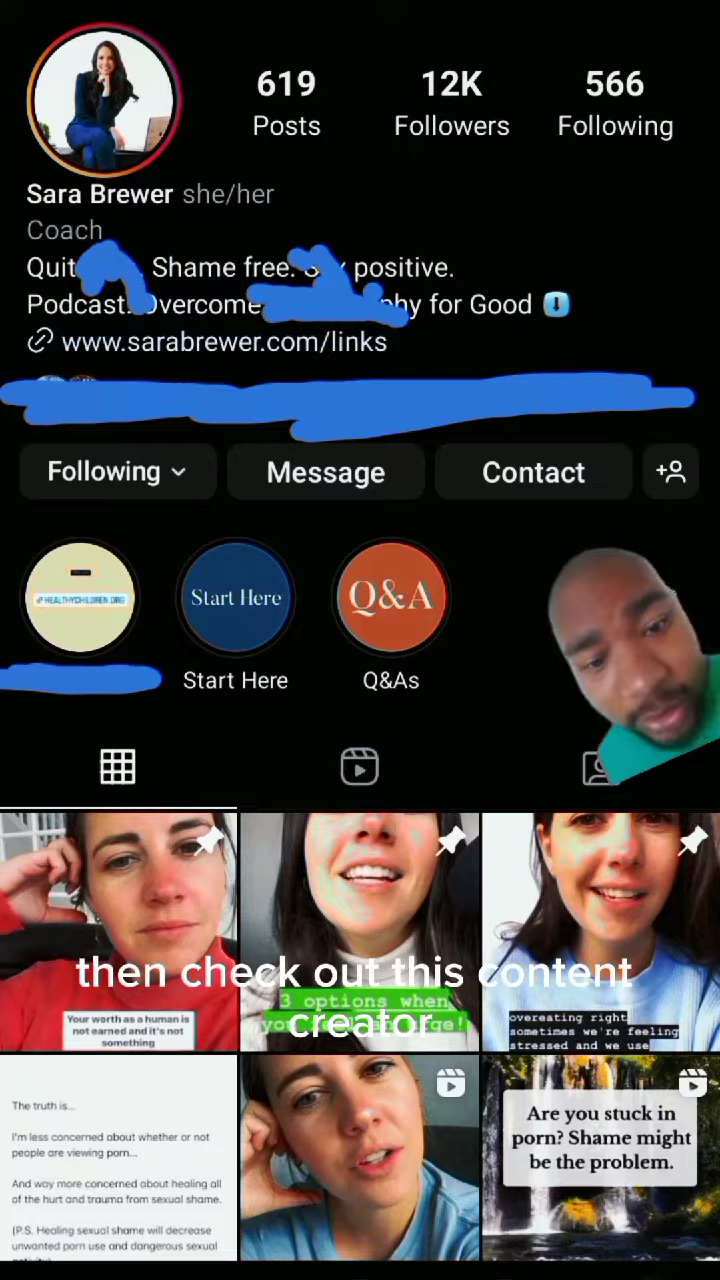 619 12K 566
Posts Followers Following
Sara Brewer she/her
Coach
Quit Shame free. positive.
Podcast: Overcome for Good
www.sarabrewer.com/links
Following Message Contact
HEALTHYCHILDREN.ORG Start Here Q&A
Start Here Q&As
Your worth as a human is
not earned and it's not
something
3 options when
urge!
overeating right
sometimes we're feeling
stressed and we use
then check out this content
creator
The truth is...
I'm less concerned about whether or not
people are viewing porn...
And way more concerned about healing all
of the hurt and trauma from sexual shame.
(P.S. Healing sexual shame will decrease
unwanted porn use and dangerous sexual
Are you stuck in
porn? Shame might
be the problem.